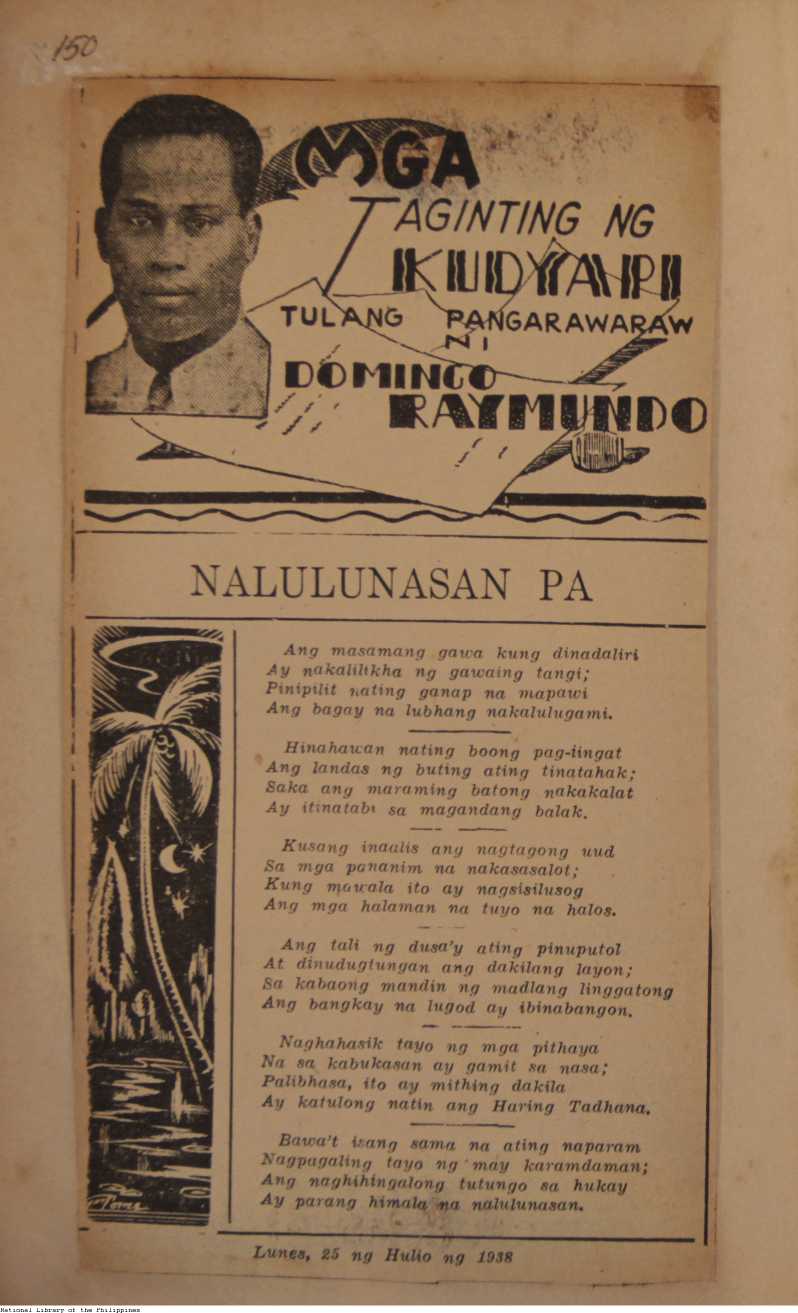 150
MGA
TAGINTING NG
KUDYAPI
TULANG PANGARAWARAW
NI
DOMINGO
RAYMUNDO
NALULUNASAN PA
Ang masamang gawa kung dinadaliri
Ay nakalilikha ng gawaing tangi;
Pinipilit nating ganap na mapawi
Ang bagay na lubhang nakalulugami.
Hinahawan nating boong pag-iingat
Ang landas ng buting ating tinatahak;
Saka ang maraming batong nakakalat
Ay itinatabi sa magandang balak.
Kusang inaalis ang nagtagong uud
Sa mga pananim na nakasasalot;
Kung mawala ito ay nagsisilusog
Ang mga halaman na tuyo na halos.
Ang tali ng dusa'y ating pinuputol
At dinudugtungan ang dakilang layon;
Sa kabaong mandin ng madlang linggatong
Ang bangkay na lugod ay ibinabangon.
Naghahasik tayo ng mga pithaya
Na sa kabukasan ay gamit sa nasa;
Palibhasa, ito ay mithing dakila
Ay katulong natin ang Haring Tadhana.
Bawa't isang sama na ating naparam
Nagpagaling tayo ng may karamdaman;
Ang naghihingalong tutungo sa hukay
Ay parang himala na nalulunasan.
Lunes, 25 ng Hulio ng 1938
National Library of the Philippines